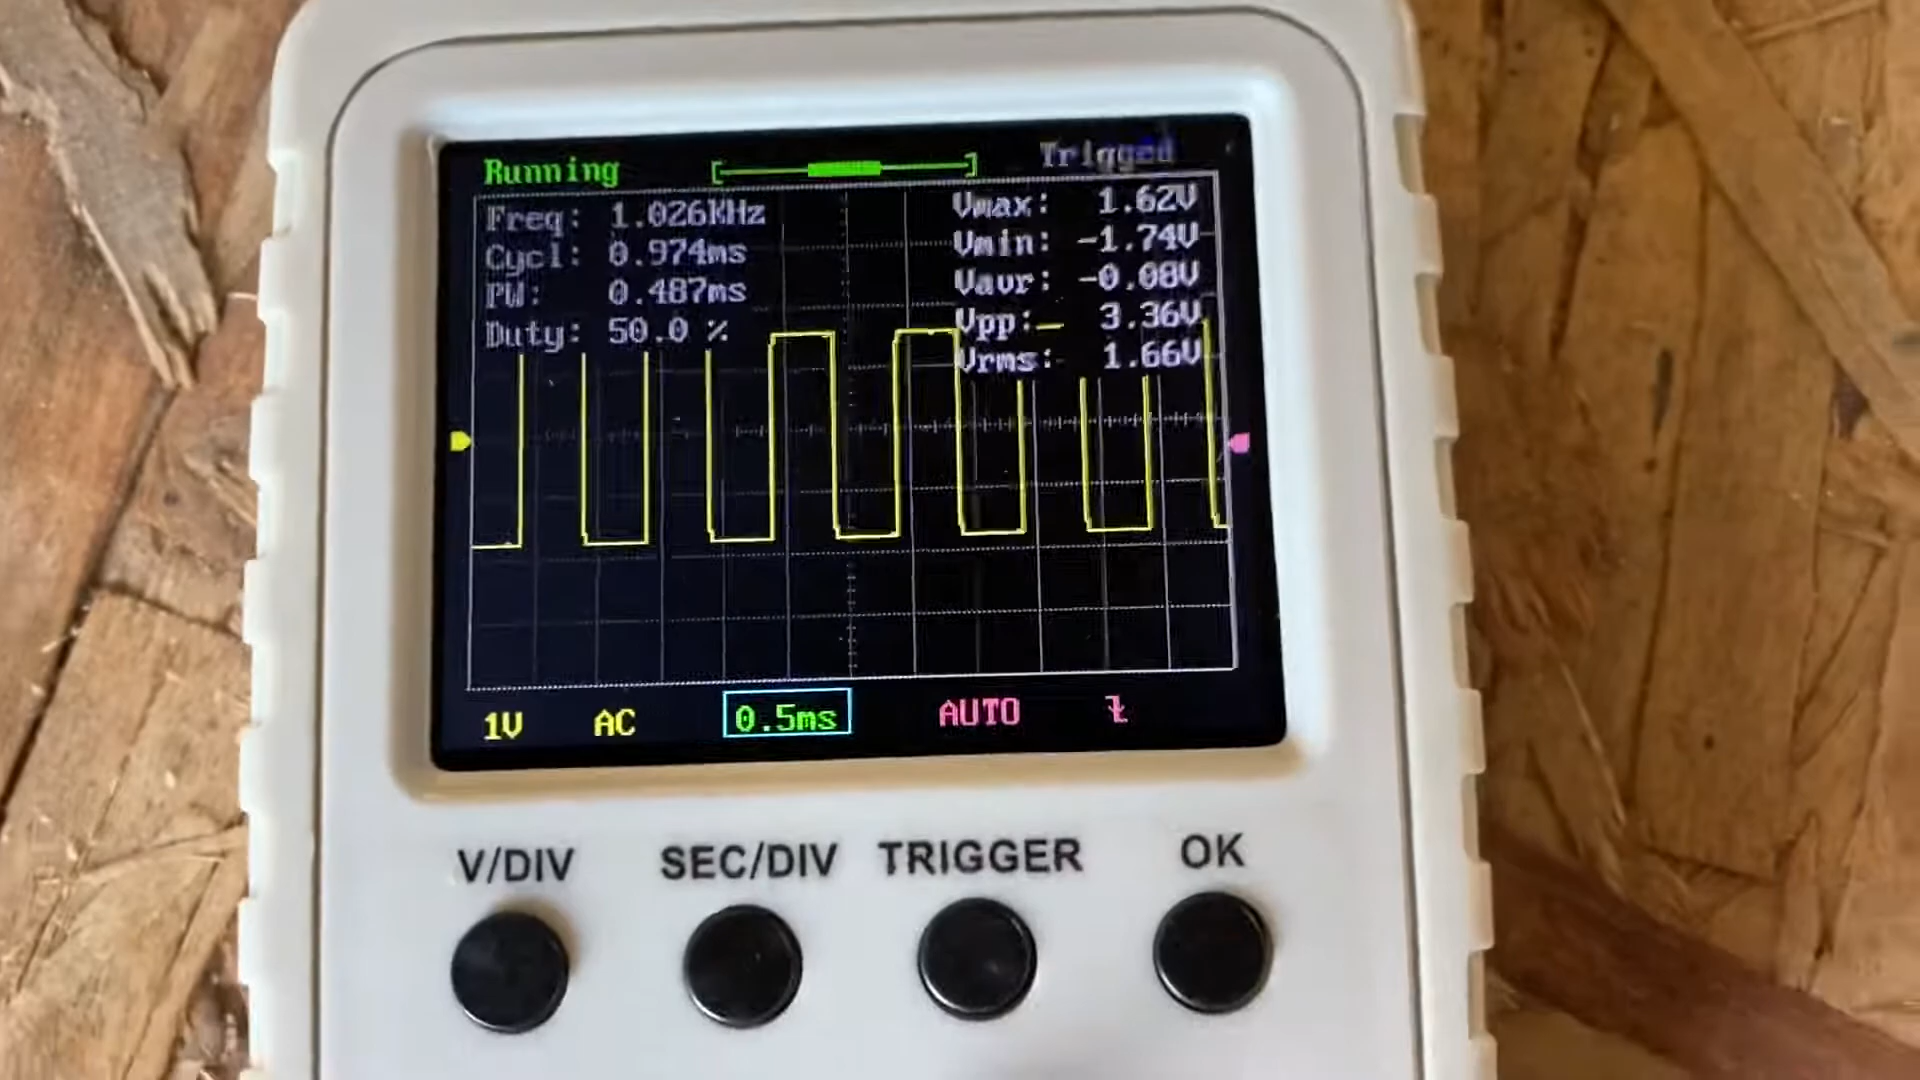 Running Trigged
Freq: 1.026KHz Vmax: 1.62V
Cycl: 0.974ms Vmin: -1.74V
PW: 0.487ms Vavr: -0.08V
Duty: 50.0 % Vpp: 3.36V
Vrms: 1.66V
1V AC 0.5ms AUTO
V/DIV SEC/DIV TRIGGER OK